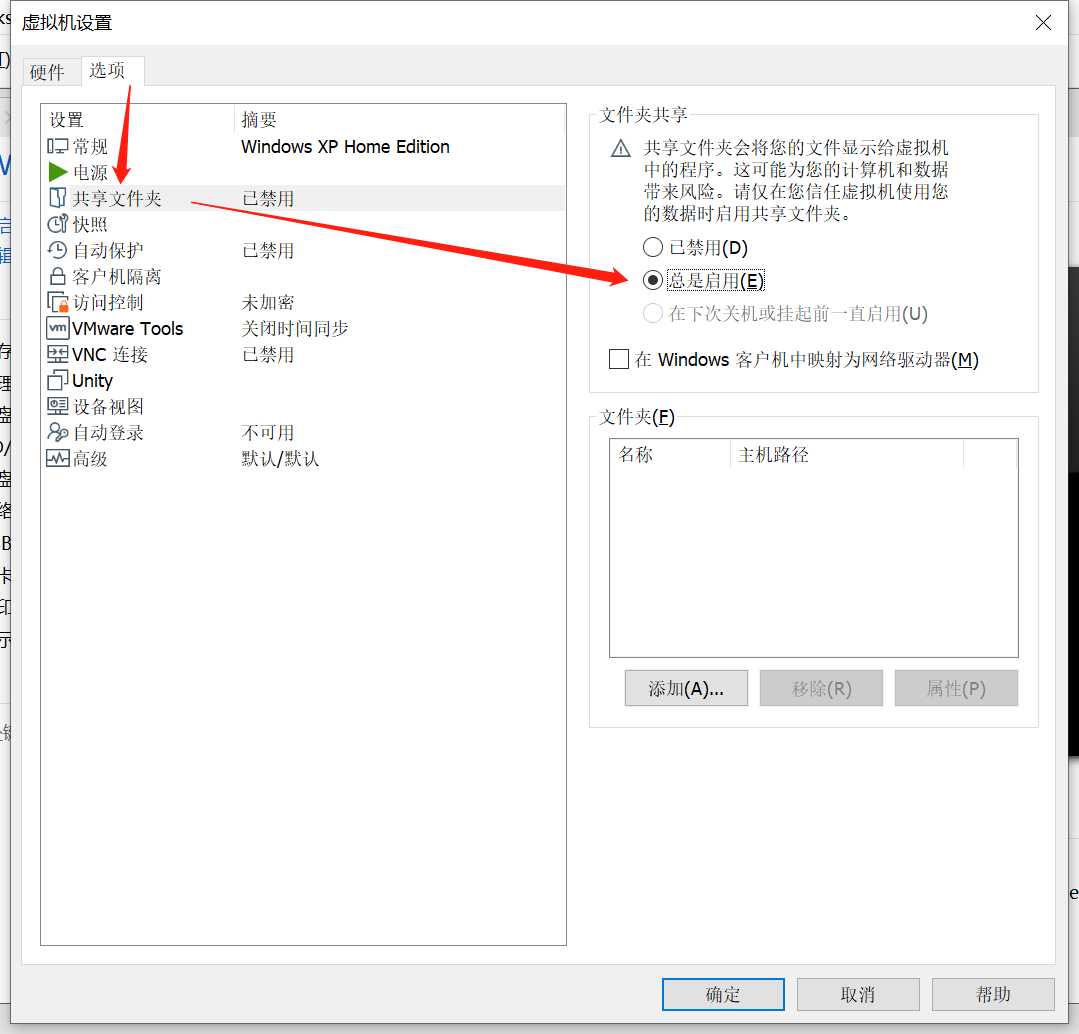 虚拟机设置
硬件 选项
设置 摘要
常规 Windows XP Home Edition
电源
共享文件夹 已禁用
快照
自动保护 已禁用
客户机隔离
访问控制 未加密
vm VMware Tools 关闭时间同步
VNC 连接 已禁用
Unity
设备视图
自动登录 不可用
高级 默认/默认
文件夹共享
共享文件夹会将您的文件显示给虚拟机
中的程序。这可能为您的计算机和数据
带来风险。请仅在您信任虚拟机使用您
的数据时启用共享文件夹。
已禁用(D)
总是启用(E)
在下次关机或挂起前一直启用(U)
在 Windows 客户机中映射为网络驱动器(M)
文件夹(F)
名称 主机路径
添加(A)... 移除(R) 属性(P)
确定 取消 帮助